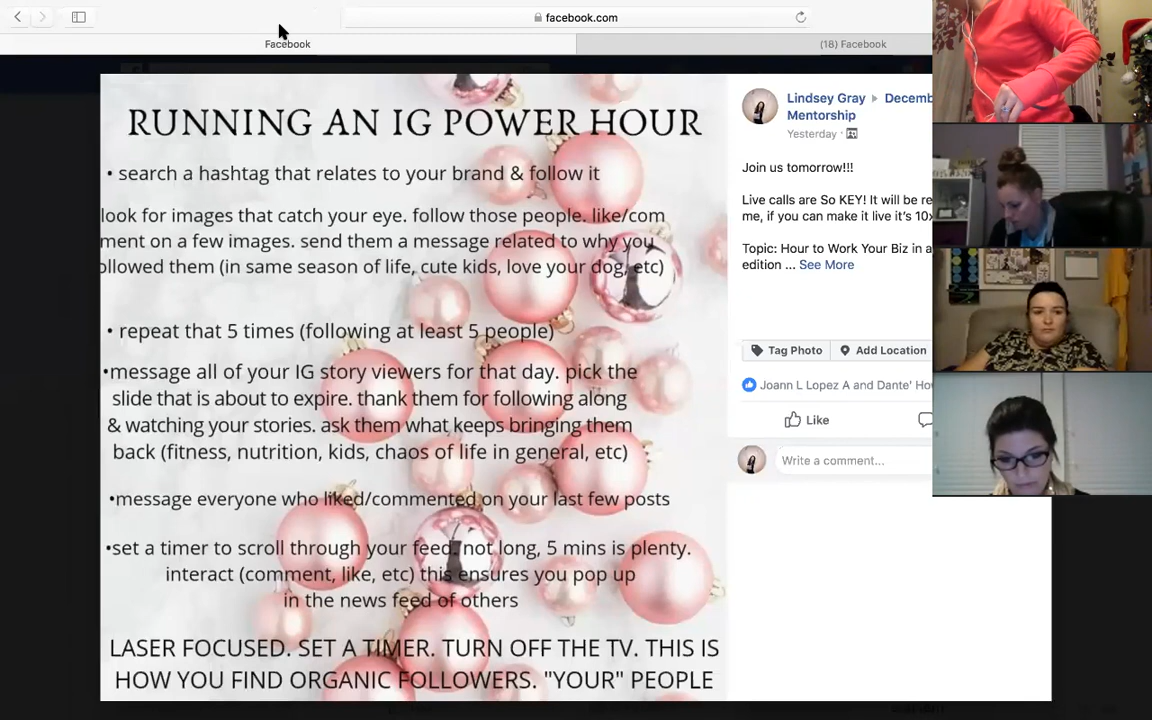 facebook.com
Facebook
(18) Facebook
RUNNING AN IG POWER HOUR
• search a hashtag that relates to your brand & follow it
look for images that catch your eye. follow those people. like/com
ment on a few images. send them a message related to why you
ollowed them (in same season of life, cute kids, love your dog, etc)
• repeat that 5 times (following at least 5 people)
•message all of your IG story viewers for that day. pick the
slide that is about to expire. thank them for following along
& watching your stories. ask them what keeps bringing them
back (fitness, nutrition, kids, chaos of life in general, etc)
•message everyone who liked/commented on your last few posts
•set a timer to scroll through your feed. not long, 5 mins is plenty.
interact (comment, like, etc) this ensures you pop up
in the news feed of others
LASER FOCUSED. SET A TIMER. TURN OFF THE TV. THIS IS
HOW YOU FIND ORGANIC FOLLOWERS. "YOUR" PEOPLE
Lindsey Gray ▸ Decemb
Mentorship
Yesterday ·
Join us tomorrow!!!
Live calls are So KEY! It will be re
me, if you can make it live it's 10x
Topic: Hour to Work Your Biz in a
edition ... See More
Tag Photo Add Location
Joann L Lopez A and Dante' Ho
Like
Write a comment...